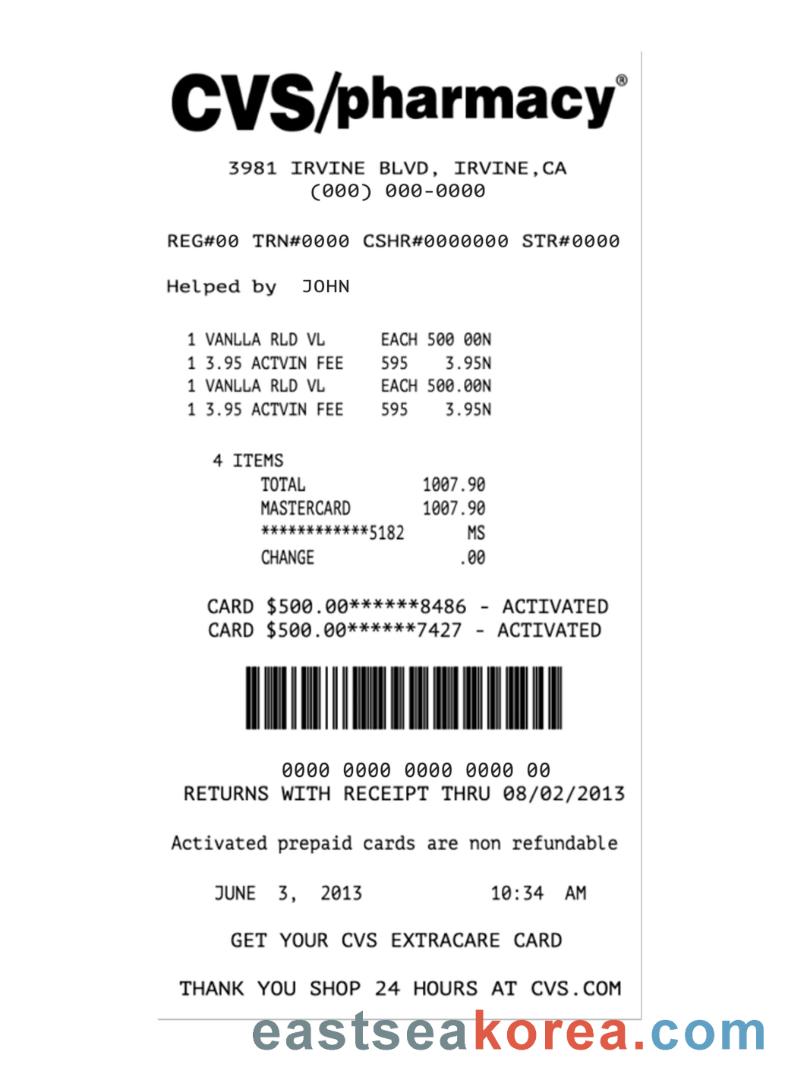 CVS/pharmacy®
3981 IRVINE BLVD, IRVINE,CA
(000) 000-0000
REG#00 TRN#0000 CSHR#0000000 STR#0000
Helped by JOHN
1 VANLLA RLD VL EACH 500 00N
1 3.95 ACTVIN FEE 595 3.95N
1 VANLLA RLD VL EACH 500.00N
1 3.95 ACTVIN FEE 595 3.95N
4 ITEMS
TOTAL 1007.90
MASTERCARD 1007.90
************5182 MS
CHANGE .00
CARD $500.00******8486 - ACTIVATED
CARD $500.00******7427 - ACTIVATED
0000 0000 0000 0000 00
RETURNS WITH RECEIPT THRU 08/02/2013
Activated prepaid cards are non refundable
JUNE 3, 2013 10:34 AM
GET YOUR CVS EXTRACARE CARD
THANK YOU SHOP 24 HOURS AT CVS.COM
eastseakorea.com